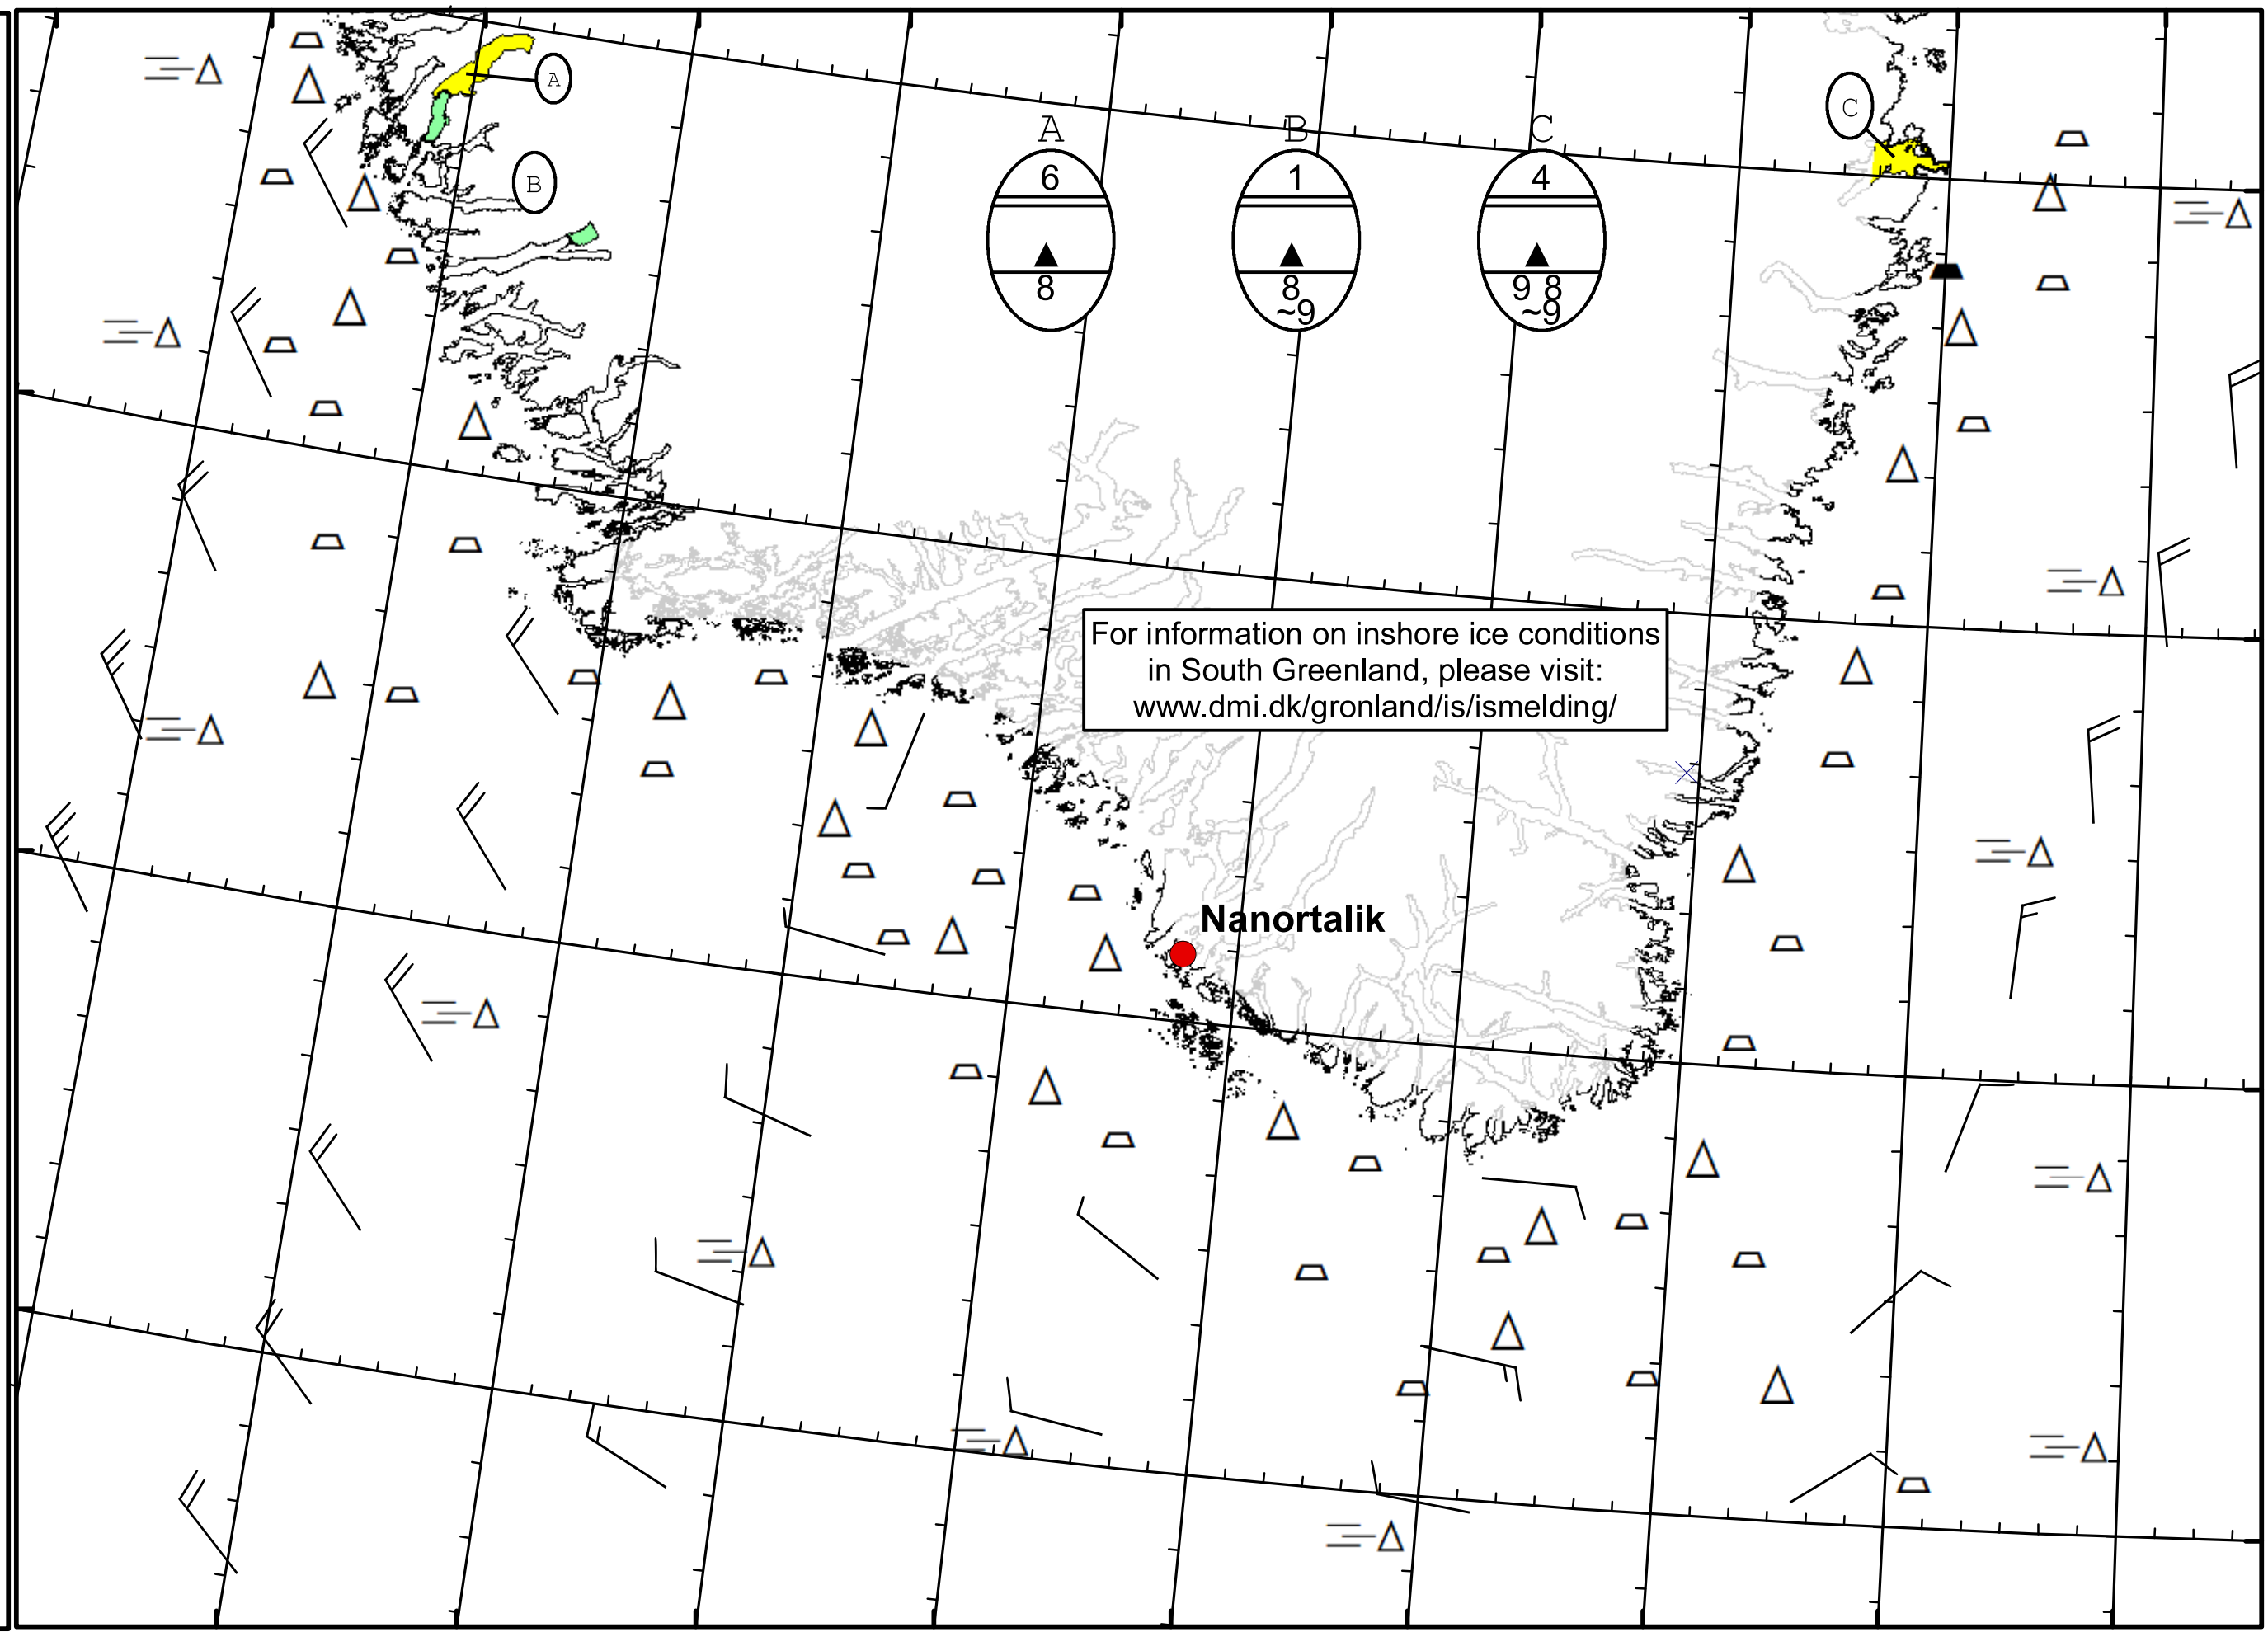 A
B
C
A B C
6 1 4
8 8 9 8
~9 ~9
For information on inshore ice conditions
in South Greenland, please visit:
www.dmi.dk/gronland/is/ismelding/
Nanortalik